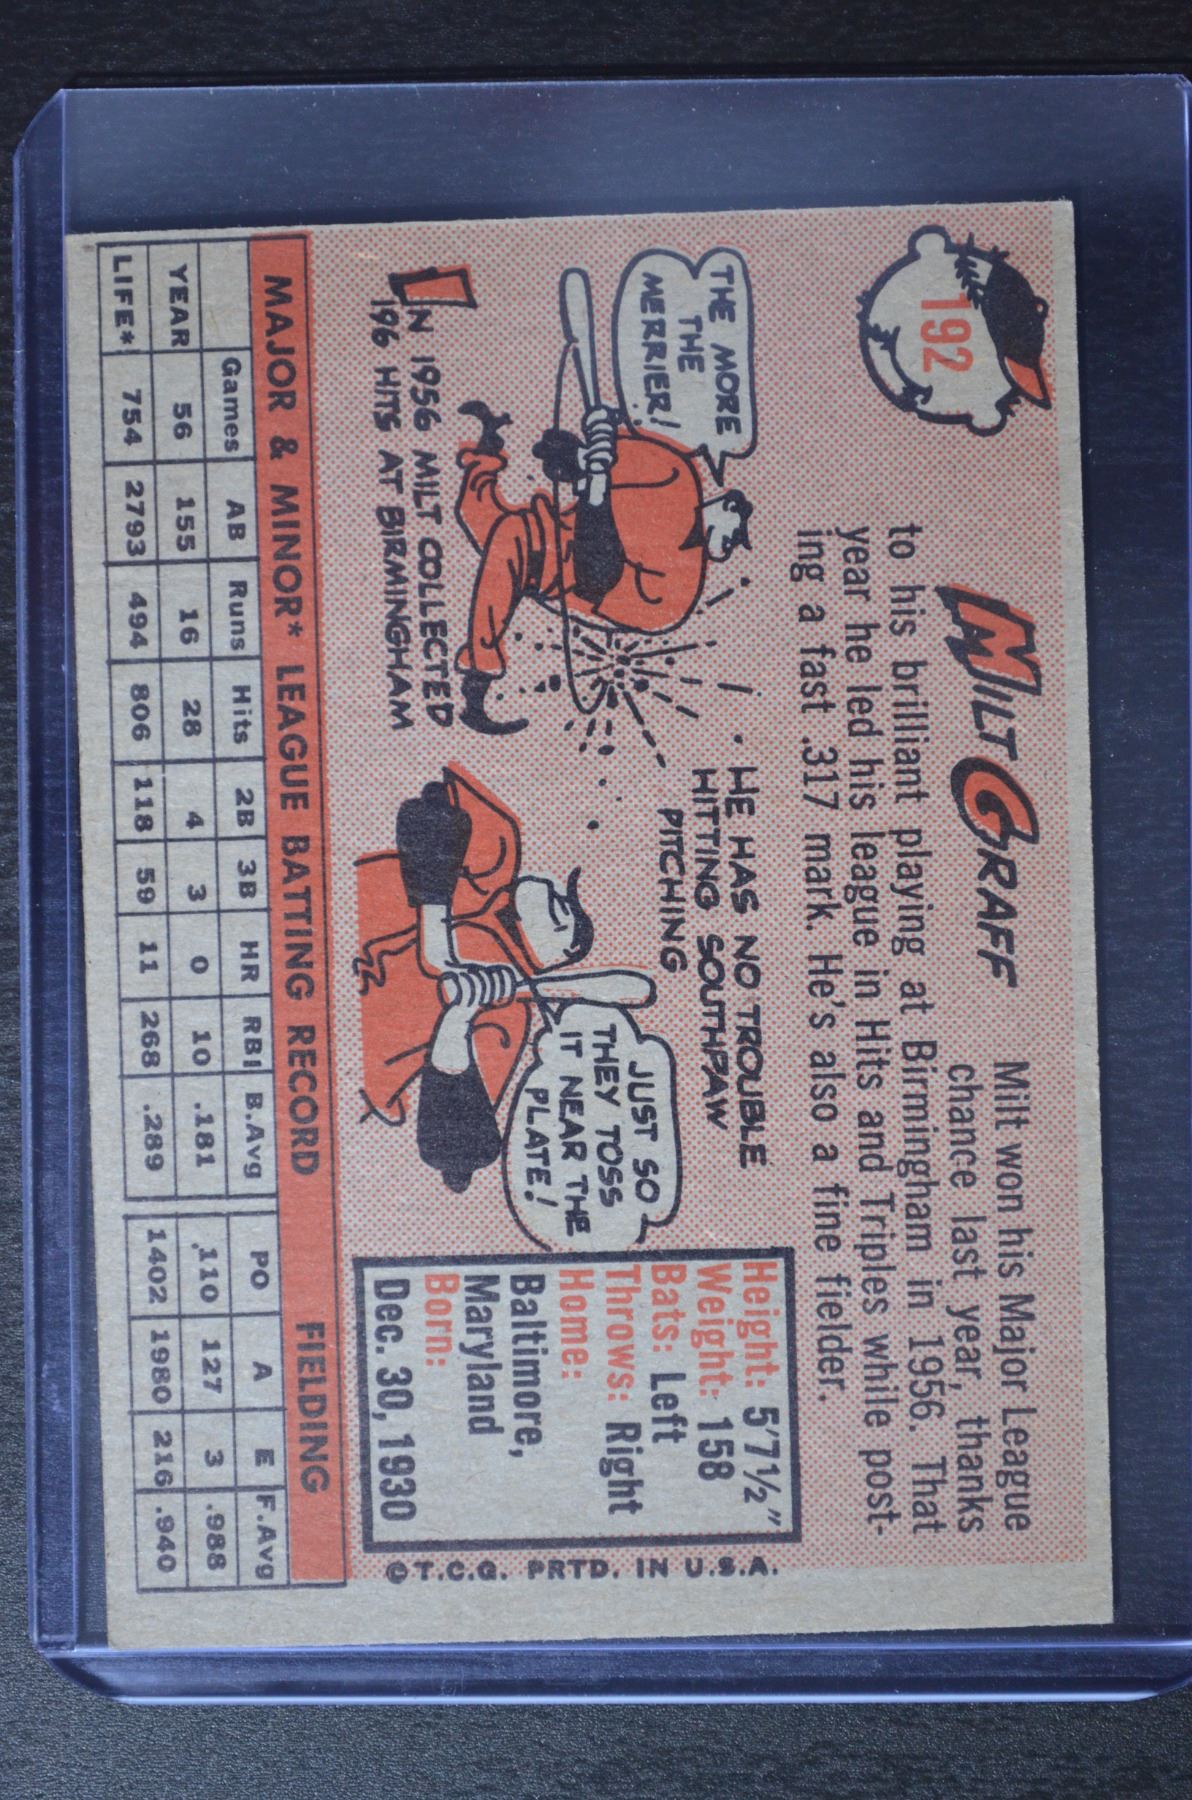 192
MILT GRAFF
Milt won his Major League
chance last year, thanks
to his brilliant playing at Birmingham in 1956. That
year he led his league in Hits and Triples while post-
ing a fast .317 mark. He's also a fine fielder.
THE MORE
THE
MERRIER!
IN 1956 MILT COLLECTED
196 HITS AT BIRMINGHAM
HE HAS NO TROUBLE
HITTING SOUTHPAW
PITCHING
JUST SO
THEY TOSS
IT NEAR THE
PLATE!
Height: 5'7½"
Weight: 158
Bats: Left
Throws: Right
Home:
Baltimore,
Maryland
Born:
Dec. 30, 1930
©T.C.G. PRTD. IN U.S.A.
MAJOR & MINOR* LEAGUE BATTING RECORD FIELDING
Games AB Runs Hits 2B 3B HR RBI B.Avg PO A E F.Avg
YEAR 56 155 16 28 4 3 0 10 .181 110 127 3 .988
LIFE* 754 2793 494 806 118 59 11 268 .289 1402 1980 216 .940